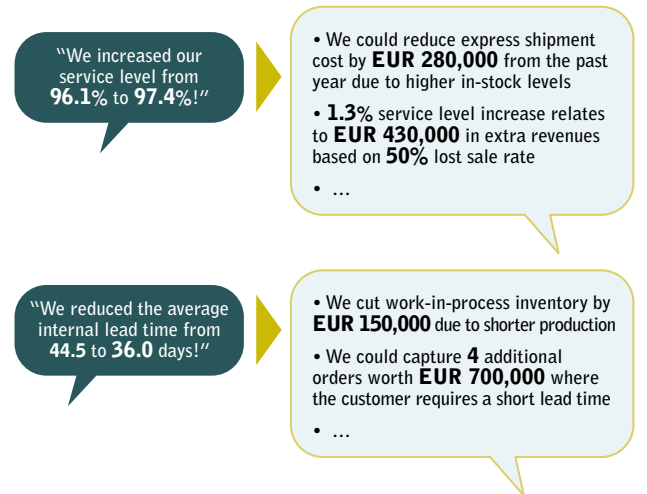 “We increased our
service level from
96.1% to 97.4%!”
• We could reduce express shipment
cost by EUR 280,000 from the past
year due to higher in-stock levels
• 1.3% service level increase relates
to EUR 430,000 in extra revenues
based on 50% lost sale rate
• ...
“We reduced the average
internal lead time from
44.5 to 36.0 days!”
• We cut work-in-process inventory by
EUR 150,000 due to shorter production
• We could capture 4 additional
orders worth EUR 700,000 where
the customer requires a short lead time
• ...